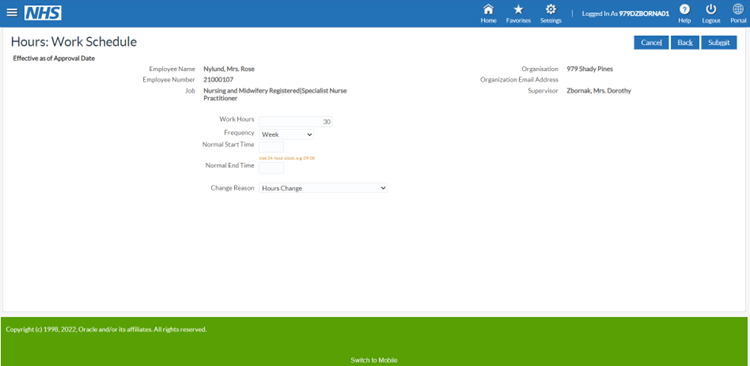 NHS
Home Favorites Settings Logged In As 979DZBORNA01 Help Logout Portal
Hours: Work Schedule
Cancel Back Submit
Effective as of Approval Date
Employee Name Nylund, Mrs. Rose Organisation 979 Shady Pines
Employee Number 21000107 Organization Email Address
Job Nursing and Midwifery Registered|Specialist Nurse Supervisor Zbornak, Mrs. Dorothy
Practitioner
Work Hours 30
Frequency Week
Normal Start Time
Use 24 hour clock, e.g. 09:00
Normal End Time
Change Reason Hours Change
Copyright (c) 1998, 2022, Oracle and/or its affiliates. All rights reserved.
Switch to Mobile